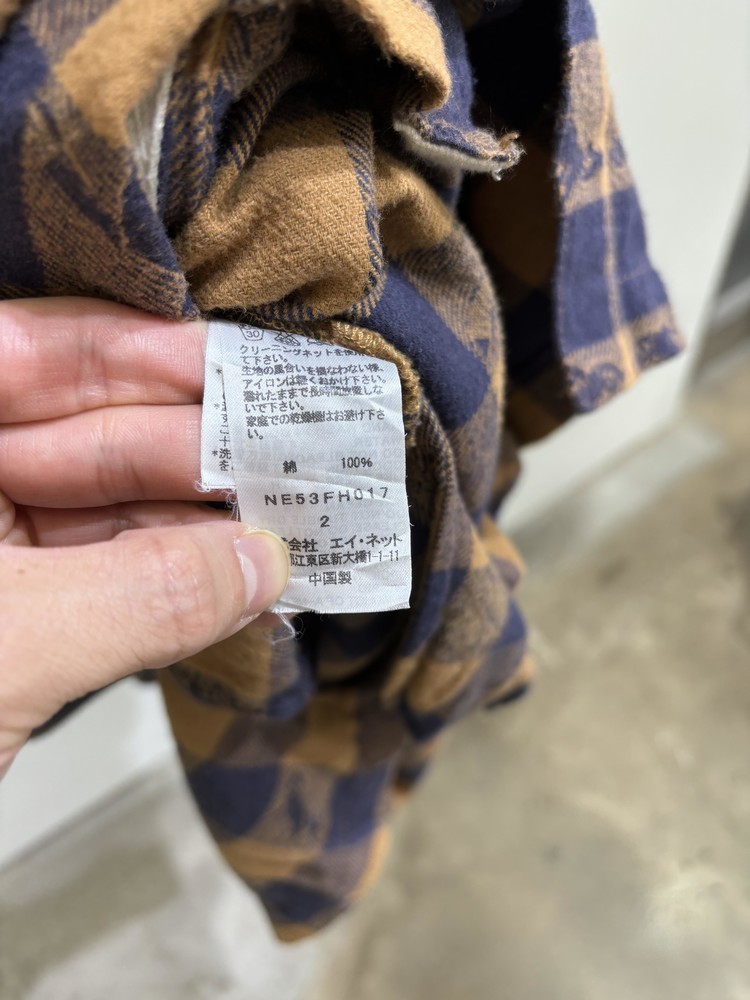 30
クリーニングネットを使用し
て下さい。
生地の風合いを損なわない様、
アイロンは軽くおかけ下さい。
濡れたままで長時間放置しな
いで下さい。
家庭での乾燥機はお避け下さ
い。
綿 100%
NE53FH017
2
会社 エイ・ネット
江東区新大橋1-1-11
中国製
*洗
を